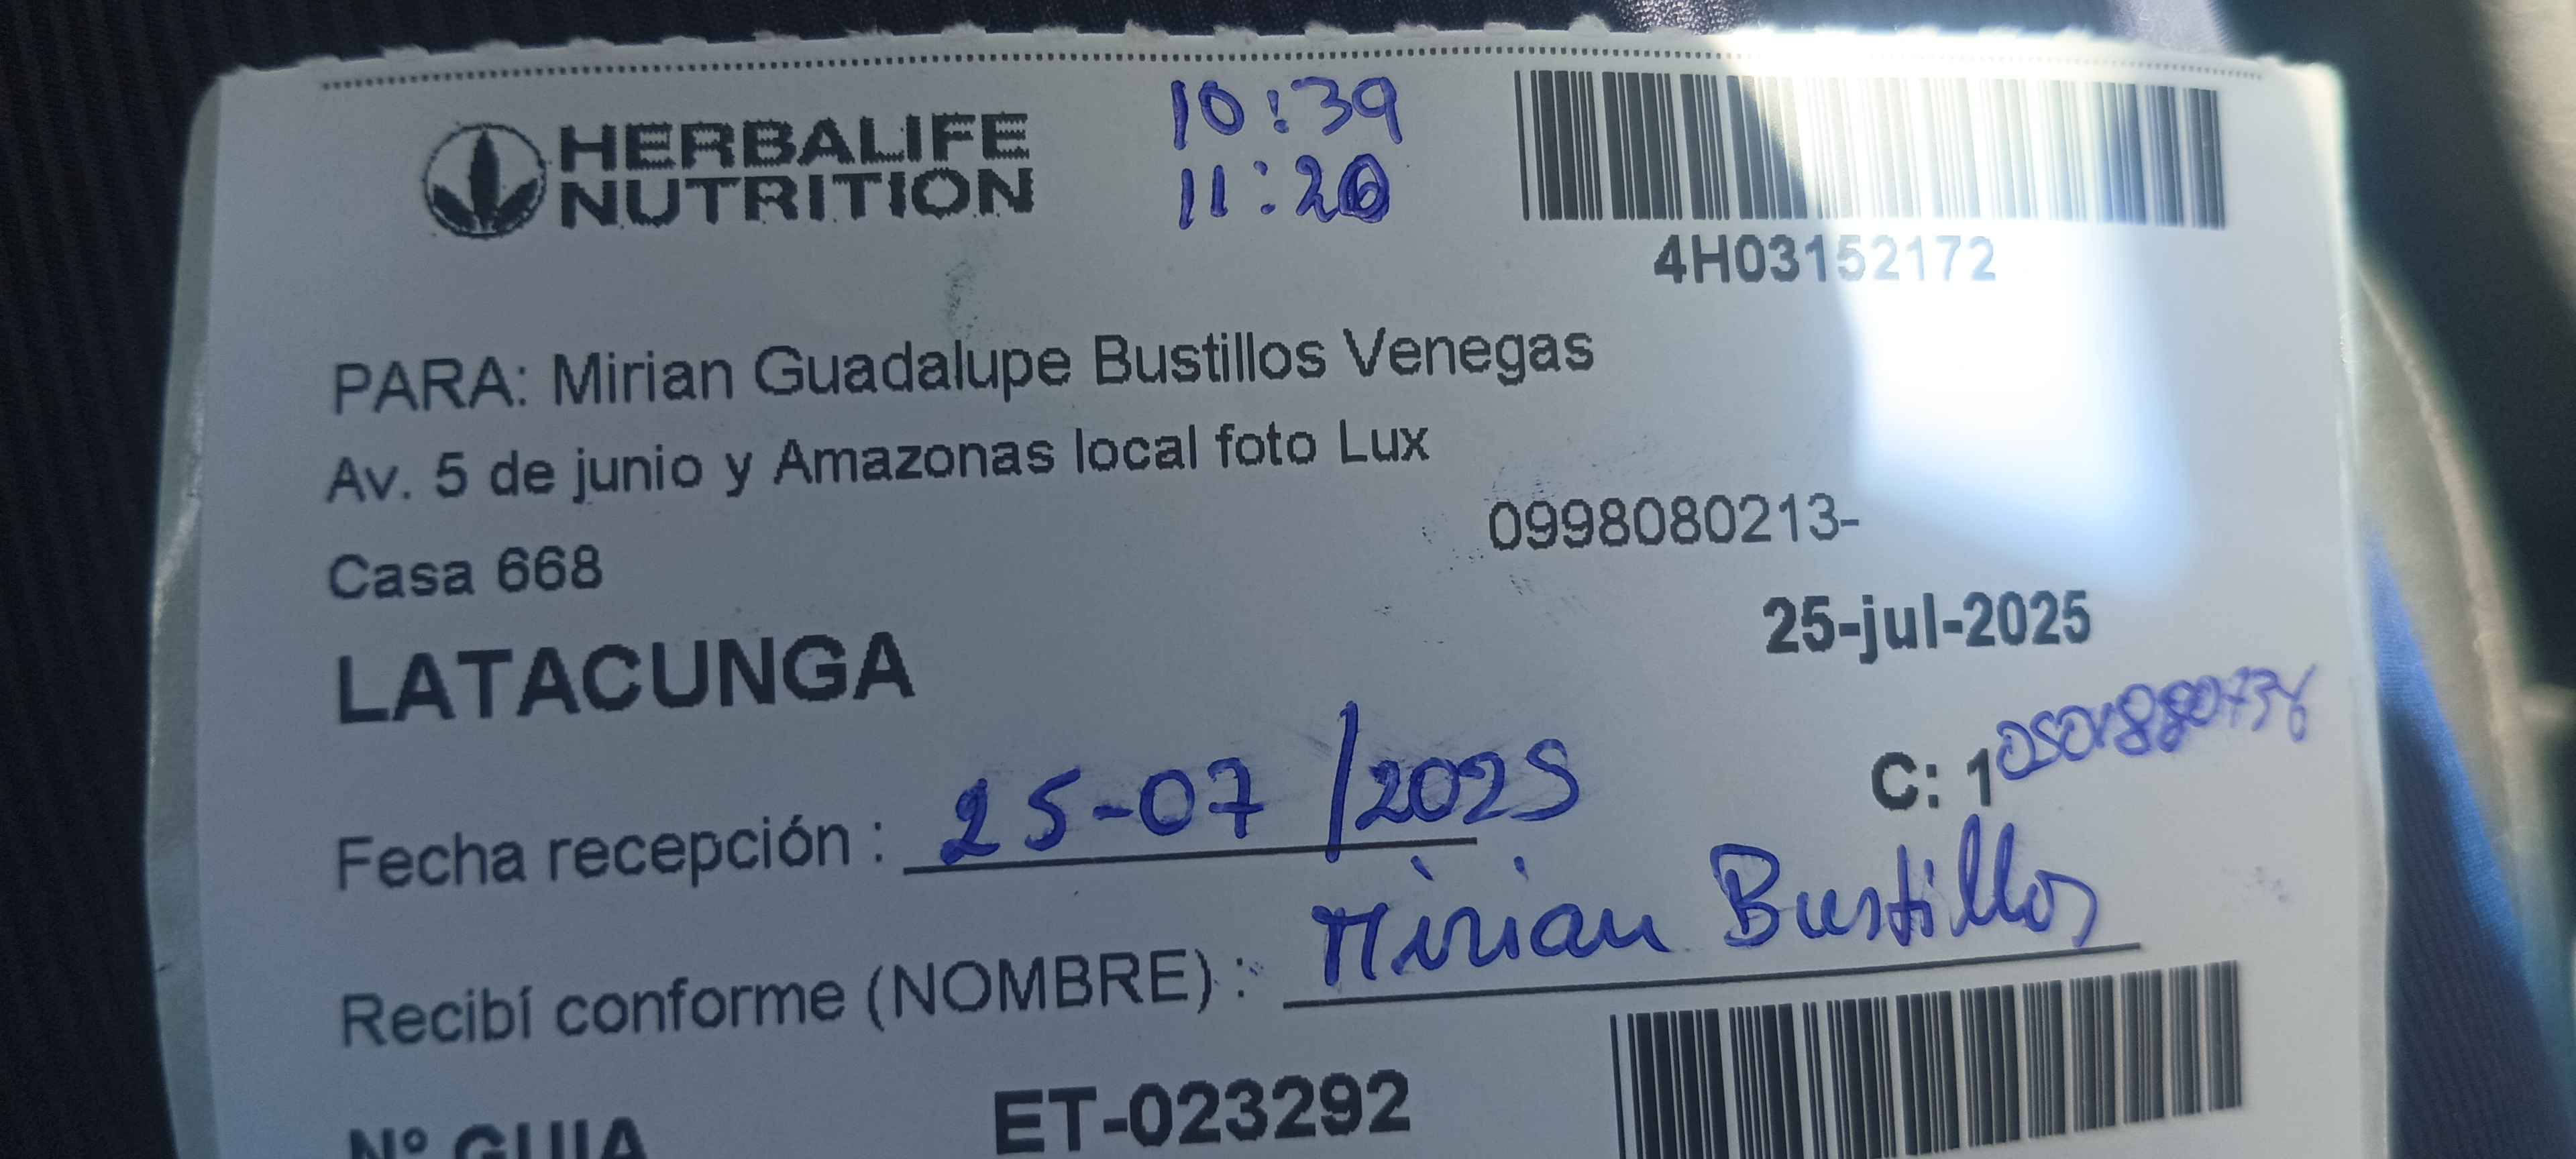 HERBALIFE
NUTRITION
10:39
11:20
4H03152172
PARA: Mirian Guadalupe Bustillos Venegas
Av. 5 de junio y Amazonas local foto Lux
0998080213-
Casa 668
25-jul-2025
LATACUNGA
C: 1
Fecha recepción : 25-07/2025
Recibí conforme (NOMBRE) : Mirian Bustillos
Nº GUIA ET-023292